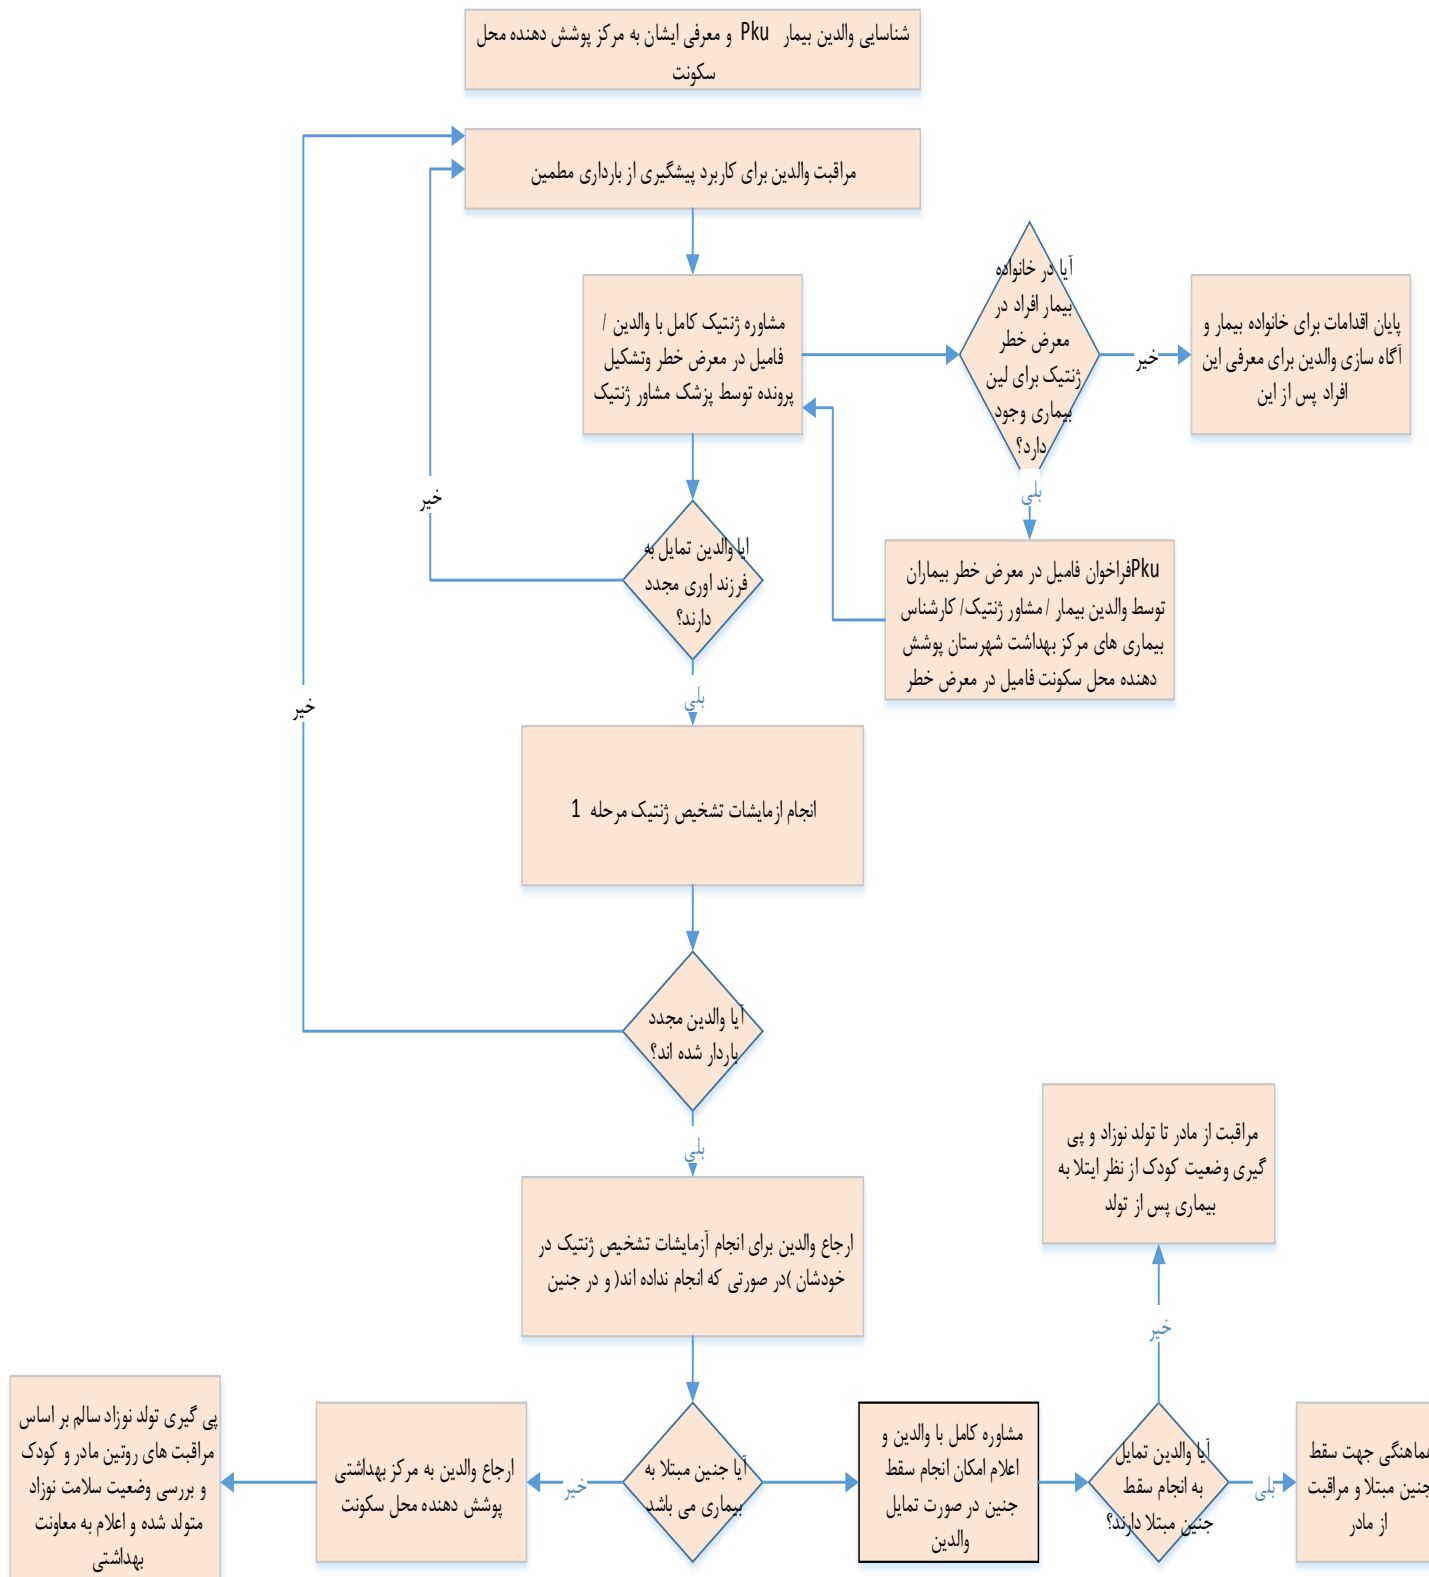 شناسایی والدین بیمار Pku و معرفی ایشان به مرکز پوشش دهنده محل
سکونت
مراقبت والدین برای کاربرد پیشگیری از بارداری مطمین
مشاوره ژنتیک کامل با والدین /
فامیل در معرض خطر وتشکیل
پرونده توسط پزشک مشاور ژنتیک
آیا در خانواده
بیمار افراد در
معرض خطر
ژنتیک برای لین
بیماری وجود
دارد؟
خیر
پایان اقدامات برای خانواده بیمار و
آگاه سازی والدین برای معرفی این
افراد پس از این
بلی
Pkuفراخوان فامیل در معرض خطر بیماران
توسط والدین بیمار / مشاور ژنتیک/ کارشناس
بیماری های مرکز بهداشت شهرستان پوشش
دهنده محل سکونت فامیل در معرض خطر
خیر
ایا والدین تمایل به
فرزند اوری مجدد
دارند؟
خیر
بلی
انجام ازمایشات تشخیص ژنتیک مرحله 1
آیا والدین مجدد
باردار شده اند؟
بلی
ارجاع والدین برای انجام آزمایشات تشخیص ژنتیک در
خودشان )در صورتی که انجام نداده اند( و در جنین
مراقبت از مادر تا تولد نوزاد و پی
گیری وضعیت کودک از نظر ایتلا به
بیماری پس از تولد
خیر
هماهنگی جهت سقط
جنین مبتلا و مراقبت
از مادر
بلی
آیا والدین تمایل
به انجام سقط
جنین مبتلا دارند؟
مشاوره کامل با والدین و
اعلام امکان انجام سقط
جنین در صورت تمایل
والدین
آیا جنین مبتلا به
بیماری می باشد
خیر
ارجاع والدین به مرکز بهداشتی
پوشش دهنده محل سکونت
پی گیری تولد نوزاد سالم بر اساس
مراقبت های روتین مادر و کودک
و بررسی وضعیت سلامت نوزاد
متولد شده و اعلام به معاونت
بهداشتی